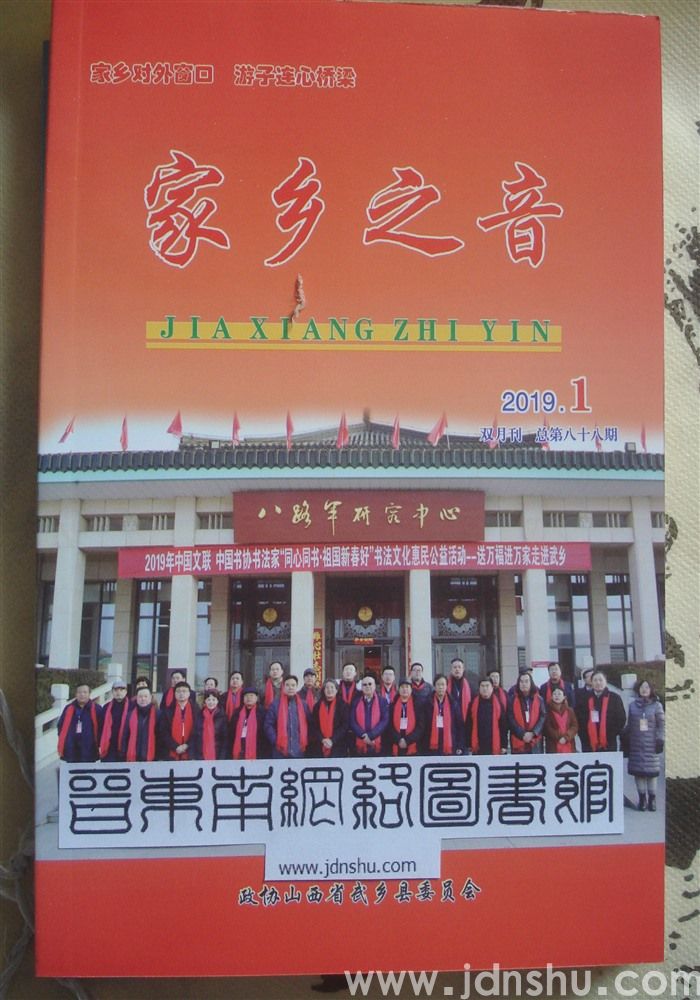 家乡对外窗口 游子连心桥梁
家乡之音
JIA XIANG ZHI YIN
2019.1
双月刊 总第八十八期
八路军研究中心
2019年中国文联 中国书协书法家"同心同书·祖国新春好"书法文化惠民公益活动--送万福进万家走进武乡
晋東南網絡圖書館
www.jdnshu.com
政协山西省武乡县委员会
www.jdnshu.com